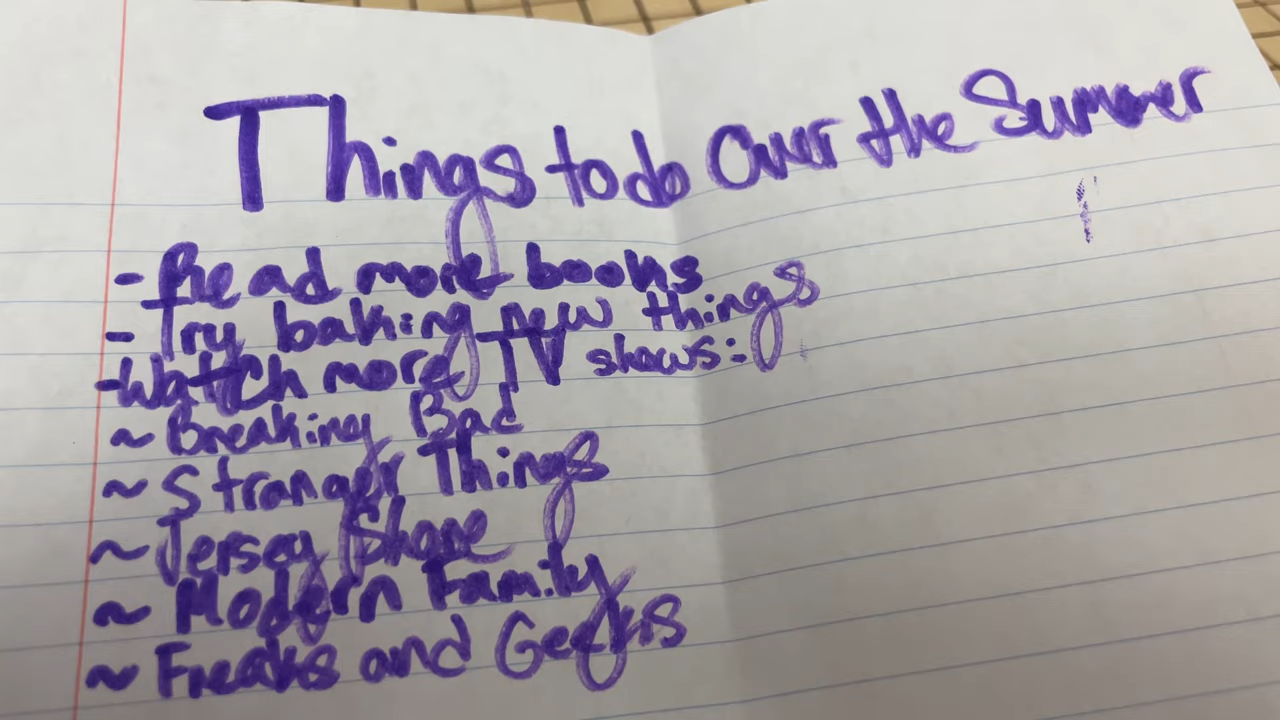 Things to do Over the Summer
- Read more books
- Try baking new things
- Watch more TV shows:
~ Breaking Bad
~ Stranger Things
~ Jersey Shore
~ Modern Family
~ Freaks and Geeks